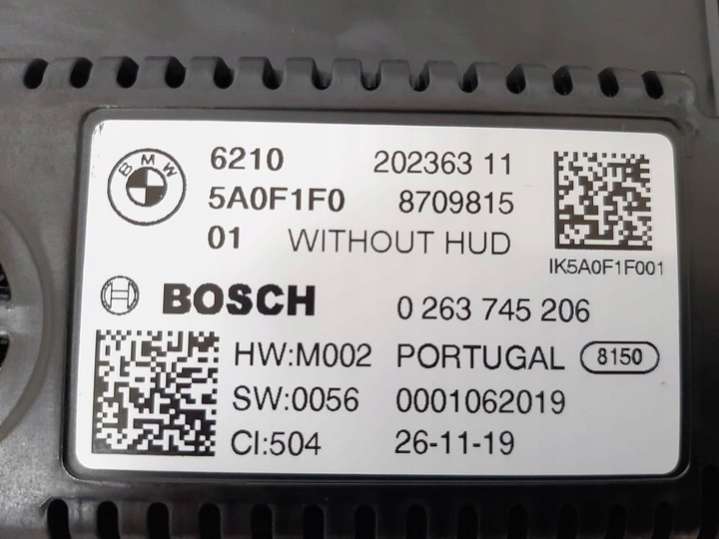 BMW
6210 202363 11
5A0F1F0 8709815
01 WITHOUT HUD
IK5A0F1F001
BOSCH 0 263 745 206
HW:M002 PORTUGAL 8150
SW:0056 0001062019
CI:504 26-11-19